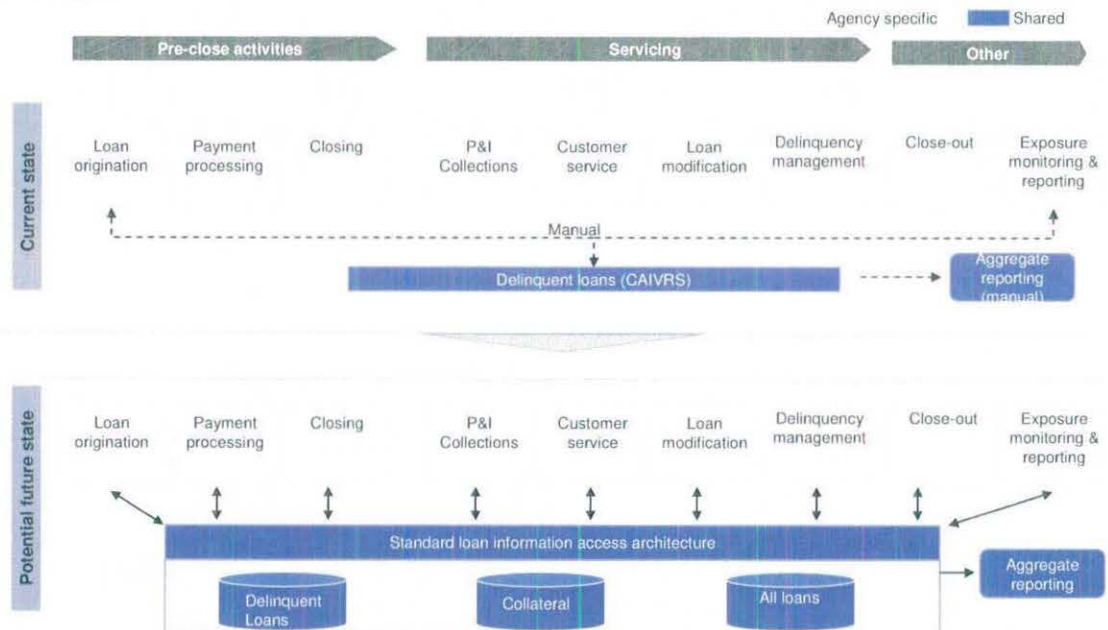 Agency specific
Shared
Pre-close activities
Servicing
Other
Current state
Loan
origination
Payment
processing
Closing
P&I
Collections
Customer
service
Loan
modification
Delinquency
management
Close-out
Exposure
monitoring &
reporting
Manual
Delinquent loans (CAIVRS)
Aggregate
reporting
(manual)
Potential future state
Loan
origination
Payment
processing
Closing
P&I
Collections
Customer
service
Loan
modification
Delinquency
management
Close-out
Exposure
monitoring &
reporting
Standard loan information access architecture
Delinquent
Loans
Collateral
All loans
Aggregate
reporting